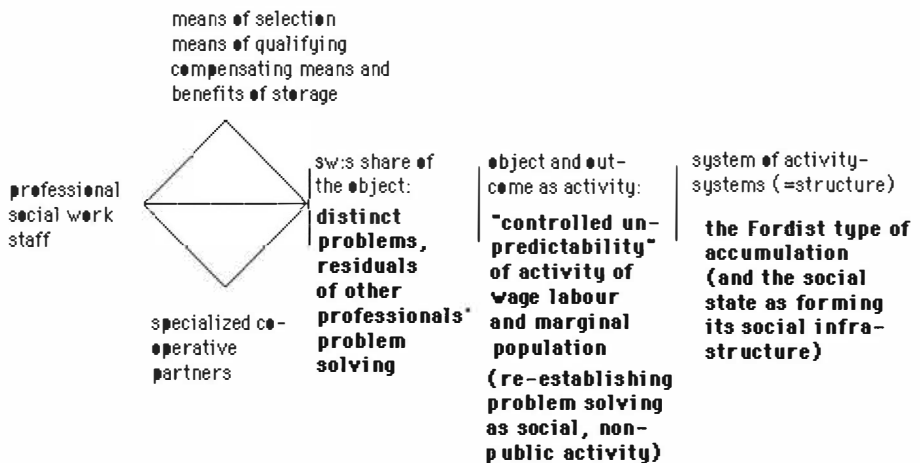 means of selection
means of qualifying
compensating means and
benefits of storage
professional
social work
staff
specialized co-
operative
partners
sw:s share of
the object:
distinct
problems,
residuals
of other
professionals'
problem
solving
object and out-
come as activity:
"controlled un-
predictability"
of activity of
wage labour
and marginal
population
(re-establishing
problem solving
as social, non-
public activity)
system of activity-
systems (=structure)
the Fordist type of
accumulation
(and the social
state as forming
its social infra-
structure)